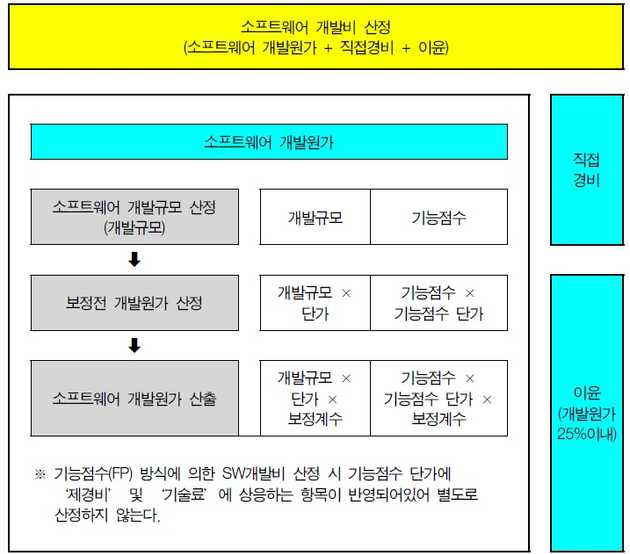 소프트웨어 개발비 산정
(소프트웨어 개발원가 + 직접경비 + 이윤)
소프트웨어 개발원가
소프트웨어 개발규모 산정
(개발규모)
개발규모
기능점수
보정전 개발원가 산정
개발규모 ×
단가
기능점수 ×
기능점수 단가
소프트웨어 개발원가 산출
개발규모 ×
단가 ×
보정계수
기능점수 ×
기능점수 단가 ×
보정계수
※ 기능점수(FP) 방식에 의한 SW개발비 산정 시 기능점수 단가에
‘제경비’ 및 ‘기술료’에 상응하는 항목이 반영되어있어 별도로
산정하지 않는다.
직접
경비
이윤
(개발원가
25%이내)